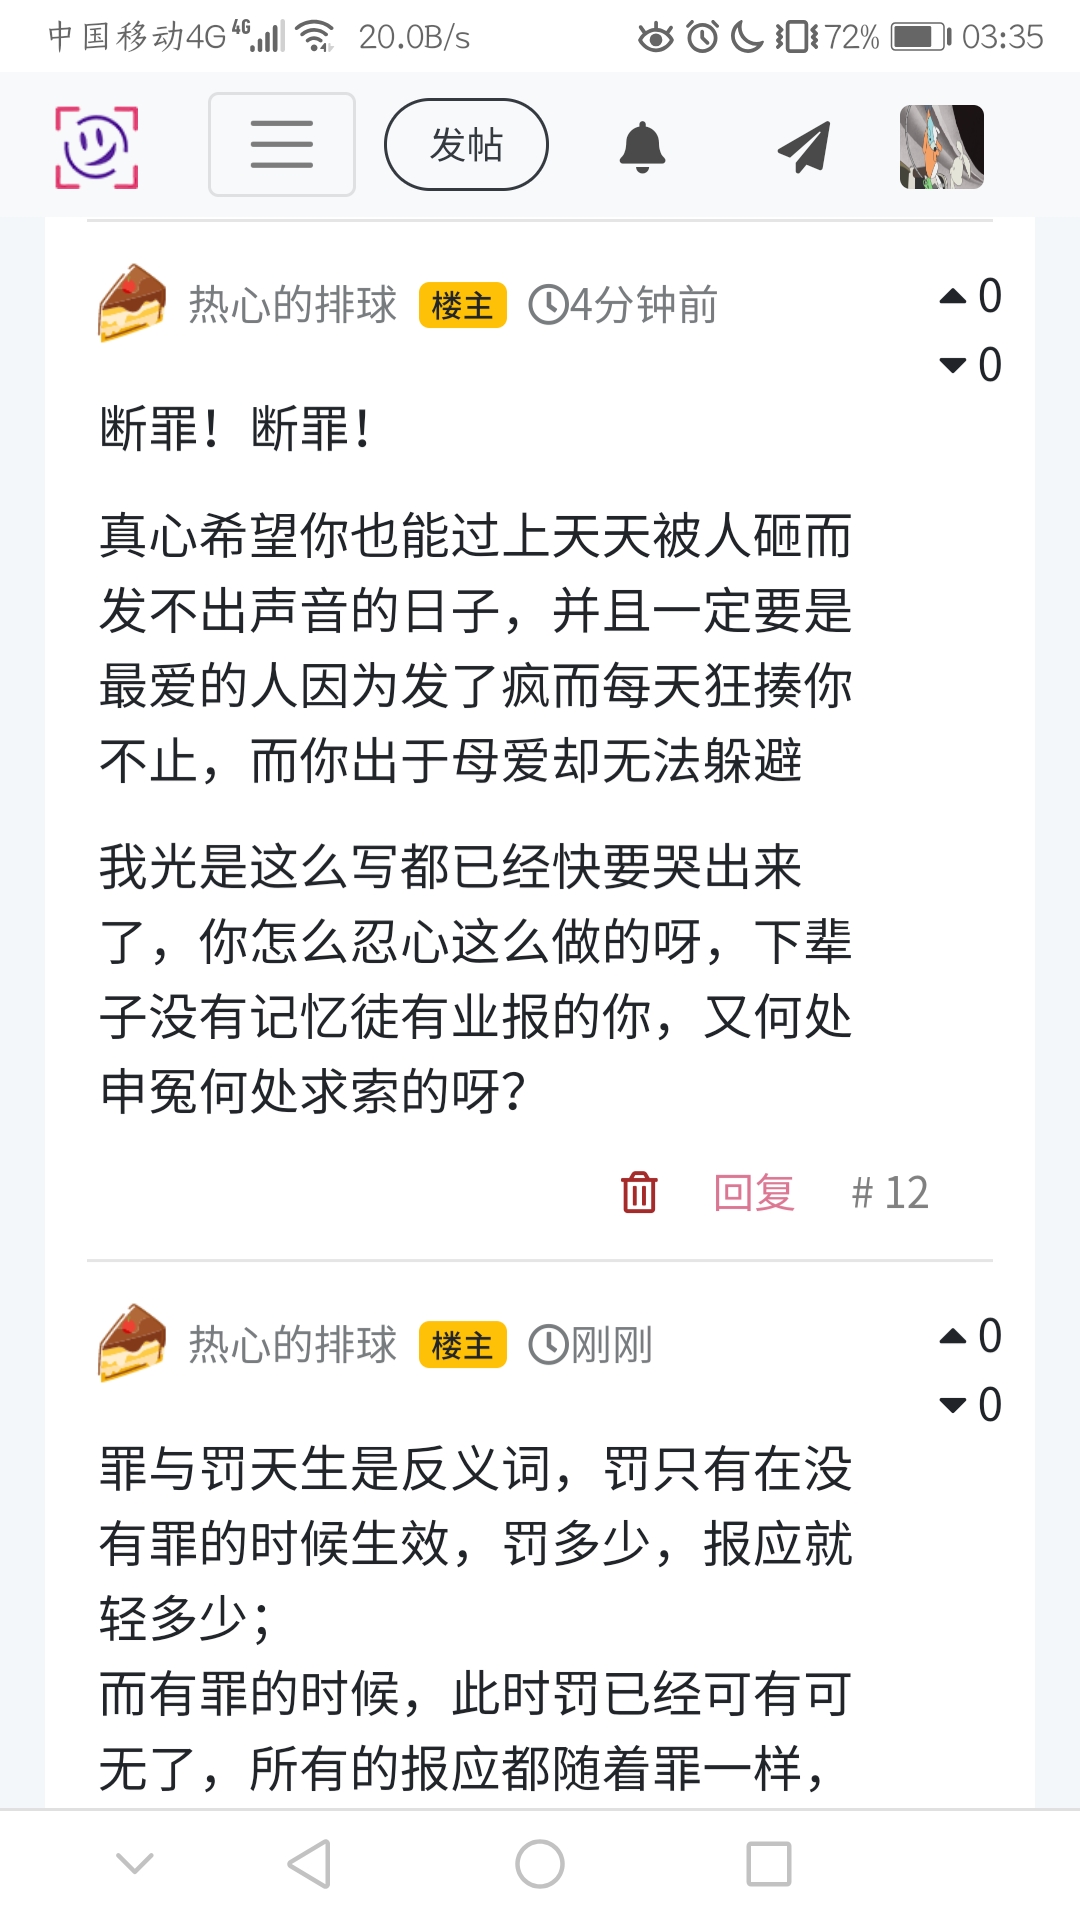 中国移动4G 4G 20.0B/s 72% 03:35
发帖
热心的排球 楼主 4分钟前 0
0
断罪！断罪！
真心希望你也能过上天天被人砸而
发不出声音的日子，并且一定要是
最爱的人因为发了疯而每天狂揍你
不止，而你出于母爱却无法躲避
我光是这么写都已经快要哭出来
了，你怎么忍心这么做的呀，下辈
子没有记忆徒有业报的你，又何处
申冤何处求索的呀？
回复 # 12
热心的排球 楼主 刚刚 0
0
罪与罚天生是反义词，罚只有在没
有罪的时候生效，罚多少，报应就
轻多少；
而有罪的时候，此时罚已经可有可
无了，所有的报应都随着罪一样，